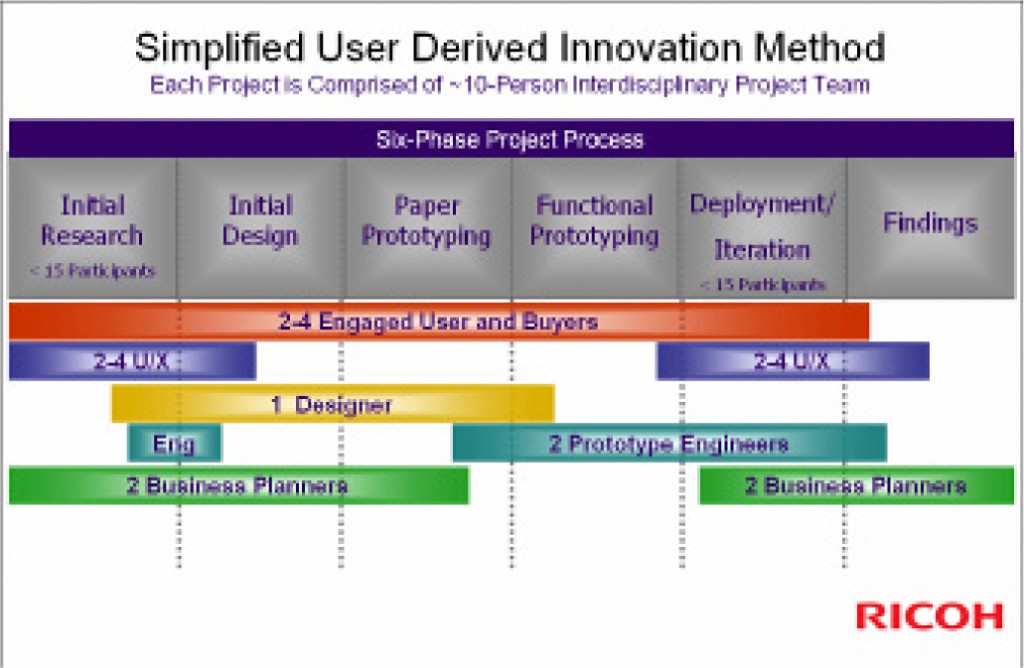 Simplified User Derived Innovation Method
Each Project is Comprised of ~10-Person Interdisciplinary Project Team
Six-Phase Project Process
Initial
Research
< 15 Participants
Initial
Design
Paper
Prototyping
Functional
Prototyping
Deployment/
Iteration
< 15 Participants
Findings
2-4 Engaged User and Buyers
2-4 U/X
2-4 U/X
1 Designer
Eng
2 Prototype Engineers
2 Business Planners
2 Business Planners
RICOH